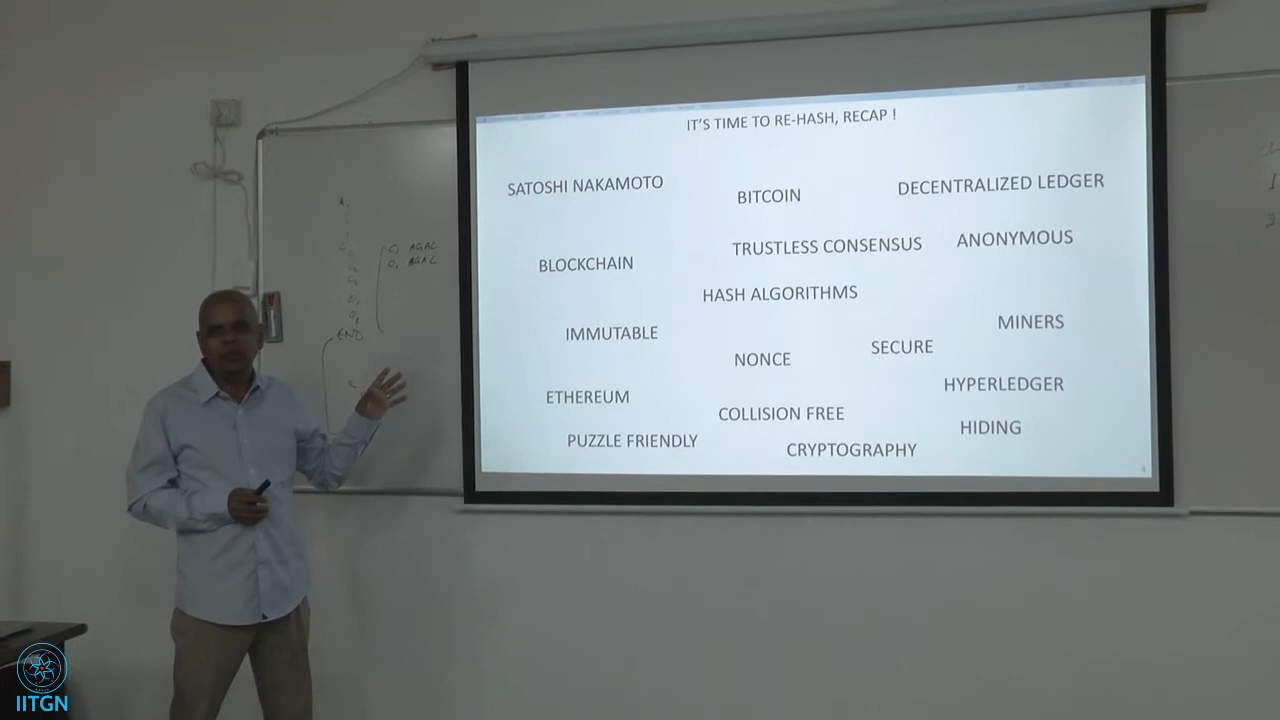 IT'S TIME TO RE-HASH, RECAP !
SATOSHI NAKAMOTO
BITCOIN
DECENTRALIZED LEDGER
BLOCKCHAIN
TRUSTLESS CONSENSUS
ANONYMOUS
HASH ALGORITHMS
IMMUTABLE
NONCE
SECURE
MINERS
ETHEREUM
COLLISION FREE
HYPERLEDGER
PUZZLE FRIENDLY
CRYPTOGRAPHY
HIDING
4
END
IITGN